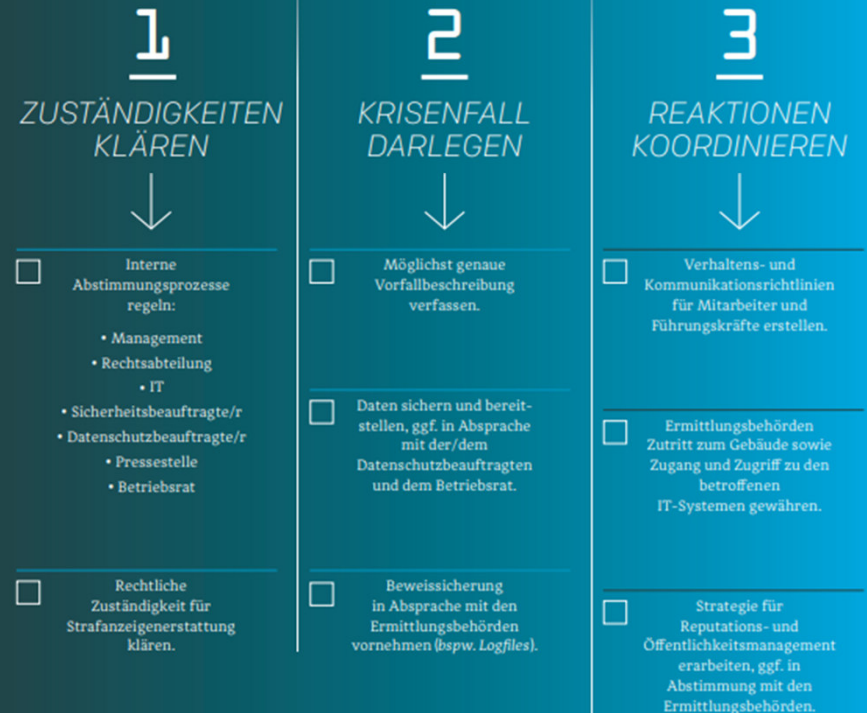 1
ZUSTÄNDIGKEITEN
KLÄREN
Interne
Abstimmungsprozesse
regeln:
• Management
• Rechtsabteilung
• IT
• Sicherheitsbeauftragte/r
• Datenschutzbeauftragte/r
• Pressestelle
• Betriebsrat
Rechtliche
Zuständigkeit für
Strafanzeigenerstattung
klären.
2
KRISENFALL
DARLEGEN
Möglichst genaue
Vorfallbeschreibung
verfassen.
Daten sichern und bereit-
stellen, ggf. in Absprache
mit der/dem
Datenschutzbeauftragten
und dem Betriebsrat.
Beweissicherung
in Absprache mit den
Ermittlungsbehörden
vornehmen (bspw. Logfiles).
3
REAKTIONEN
KOORDINIEREN
Verhaltens- und
Kommunikationsrichtlinien
für Mitarbeiter und
Führungskräfte erstellen.
Ermittlungsbehörden
Zutritt zum Gebäude sowie
Zugang und Zugriff zu den
betroffenen
IT-Systemen gewähren.
Strategie für
Reputations- und
Öffentlichkeitsmanagement
erarbeiten, ggf. in
Abstimmung mit den
Ermittlungsbehörden.